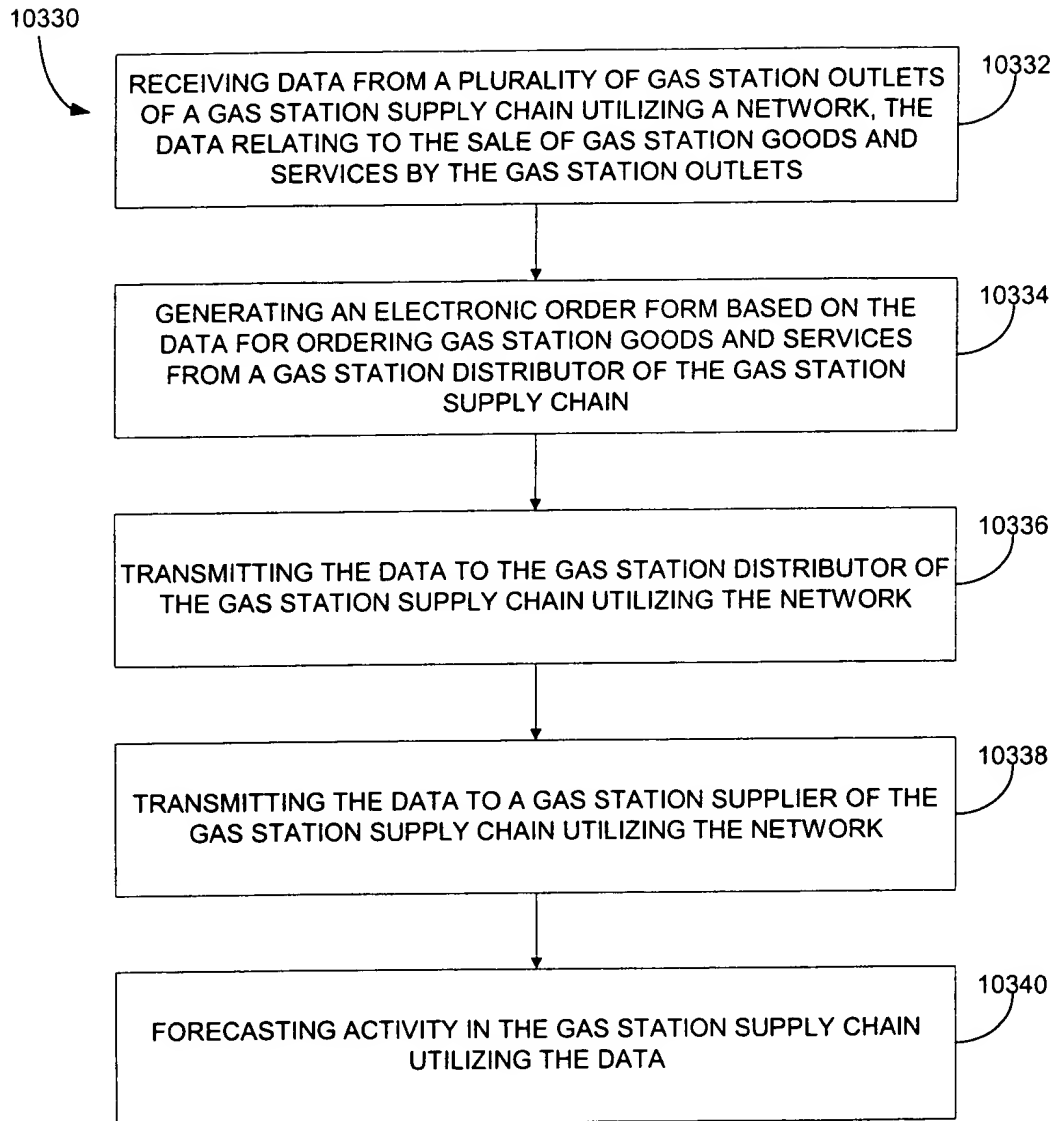 10330
RECEIVING DATA FROM A PLURALITY OF GAS STATION OUTLETS
OF A GAS STATION SUPPLY CHAIN UTILIZING A NETWORK, THE
DATA RELATING TO THE SALE OF GAS STATION GOODS AND
SERVICES BY THE GAS STATION OUTLETS
10332
GENERATING AN ELECTRONIC ORDER FORM BASED ON THE
DATA FOR ORDERING GAS STATION GOODS AND SERVICES
FROM A GAS STATION DISTRIBUTOR OF THE GAS STATION
SUPPLY CHAIN
10334
TRANSMITTING THE DATA TO THE GAS STATION DISTRIBUTOR OF
THE GAS STATION SUPPLY CHAIN UTILIZING THE NETWORK
10336
TRANSMITTING THE DATA TO A GAS STATION SUPPLIER OF THE
GAS STATION SUPPLY CHAIN UTILIZING THE NETWORK
10338
FORECASTING ACTIVITY IN THE GAS STATION SUPPLY CHAIN
UTILIZING THE DATA
10340